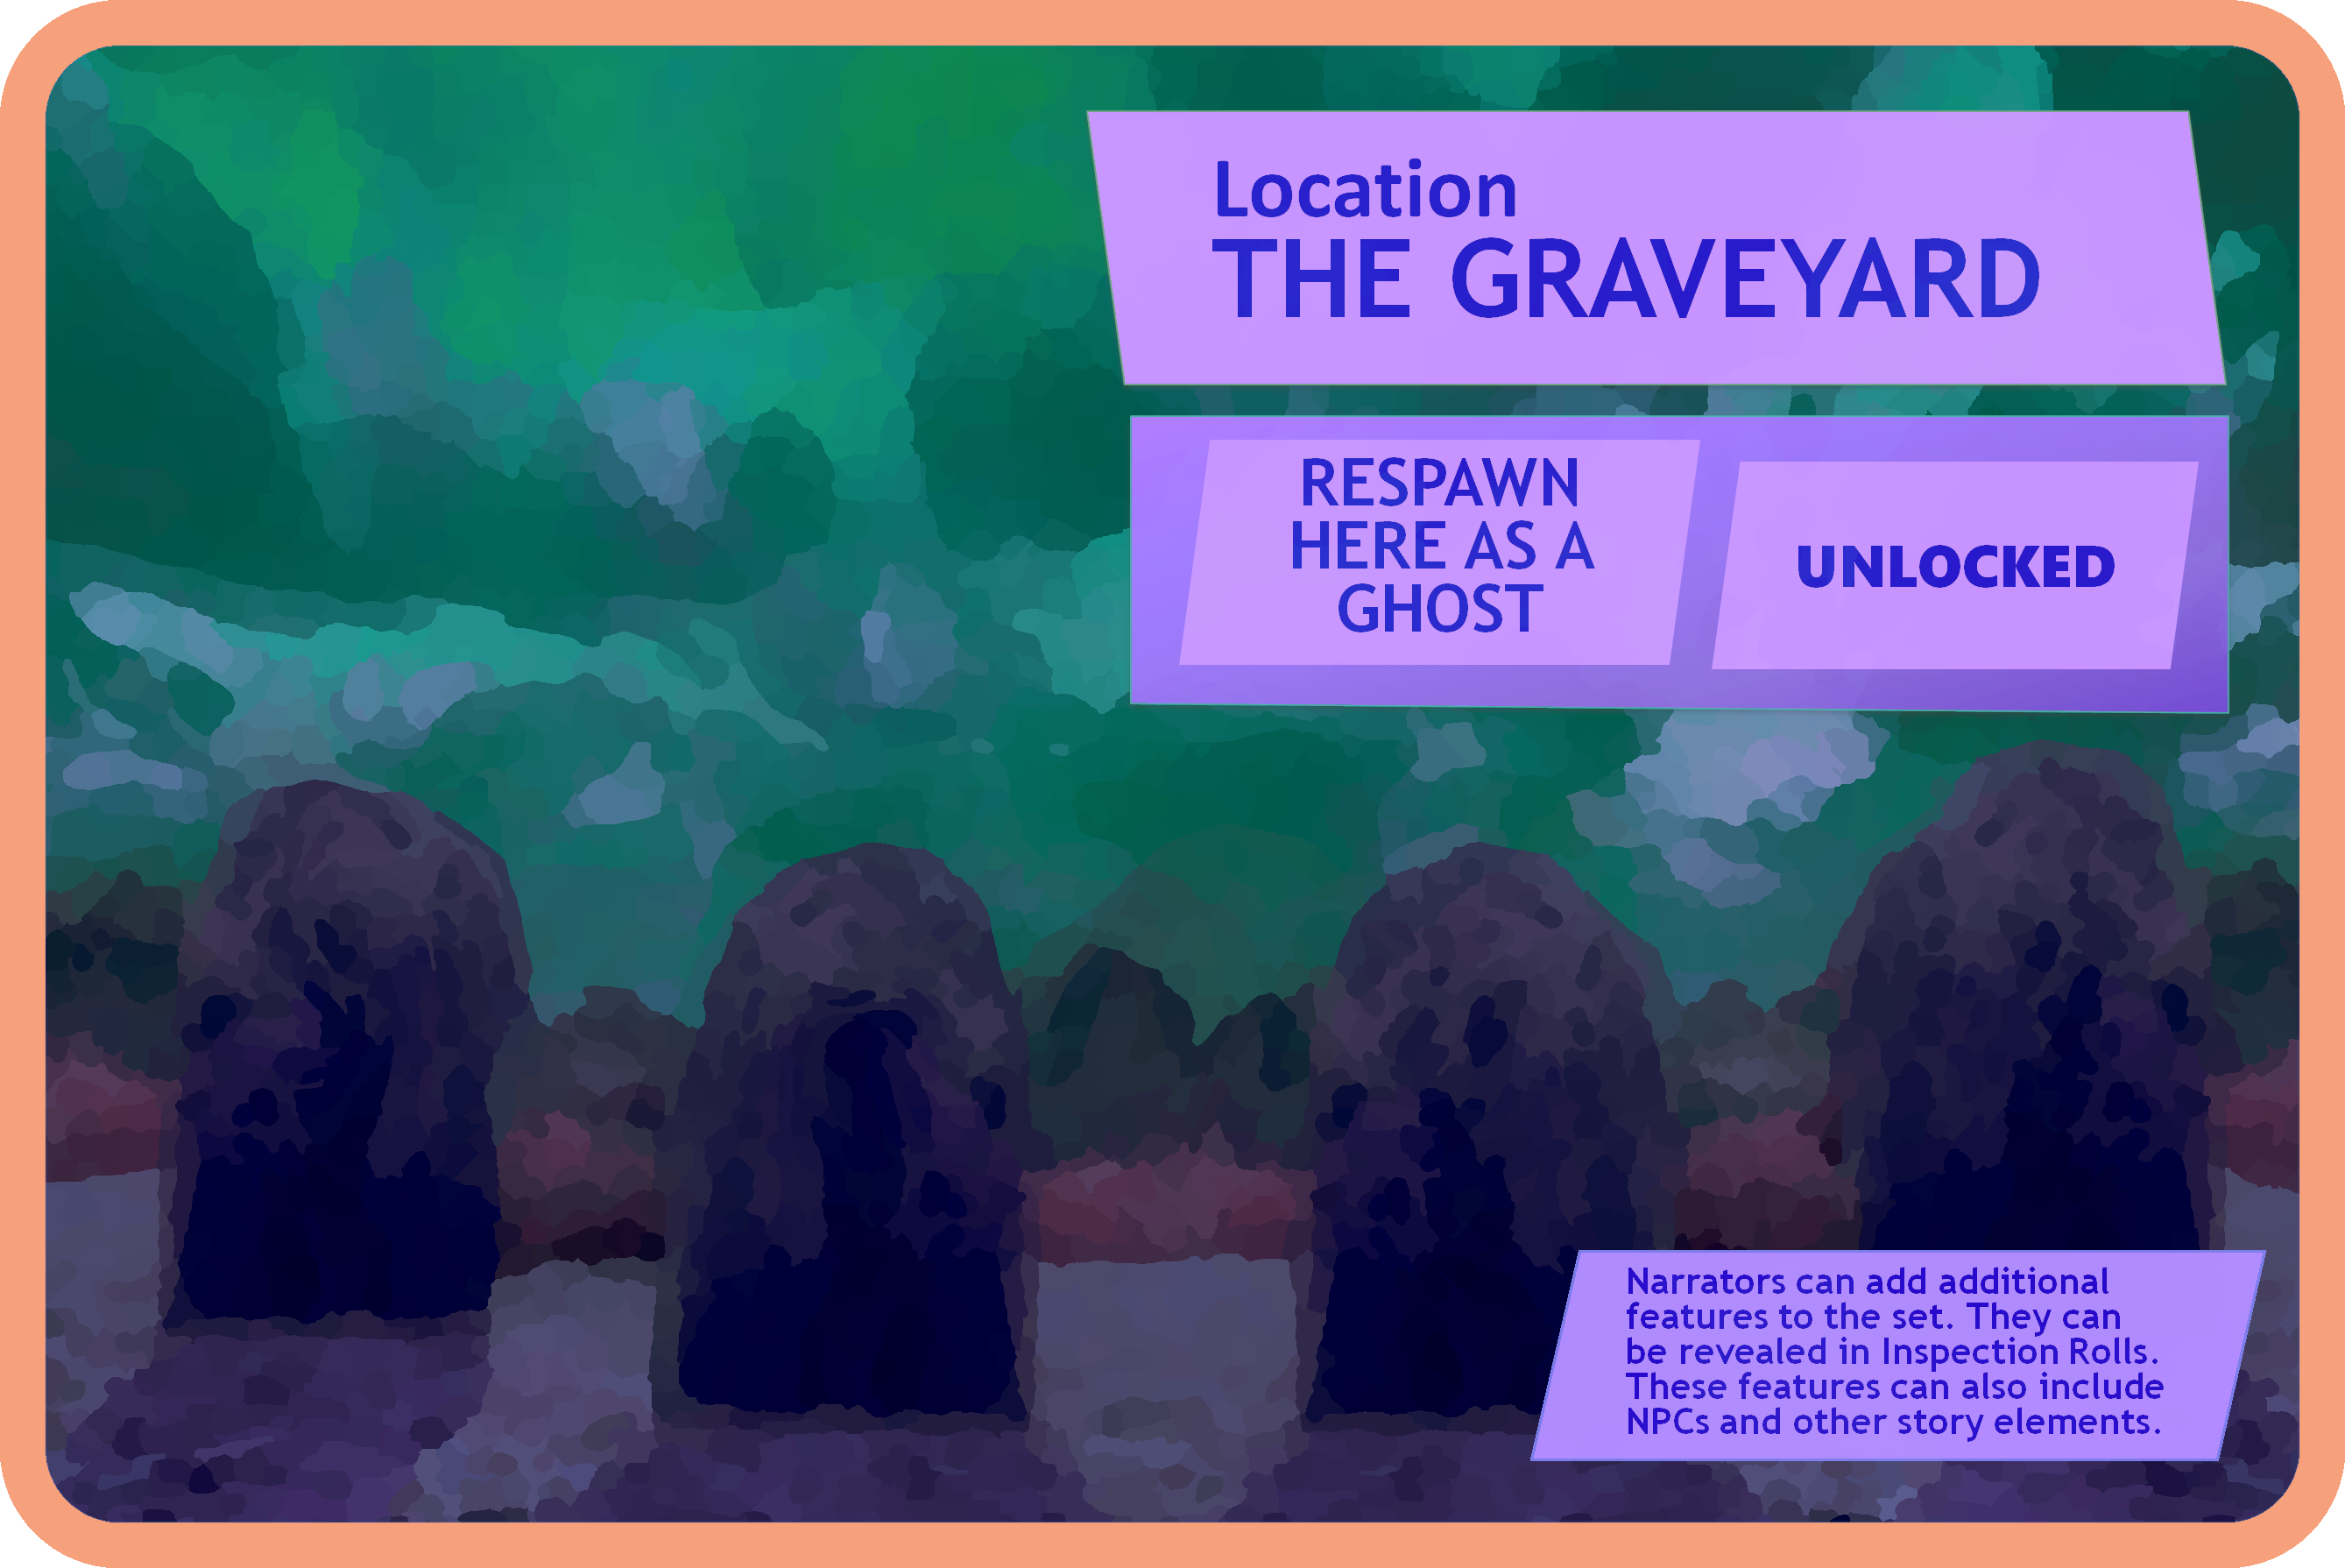 Location
THE GRAVEYARD
RESPAWN
HERE AS A
GHOST
UNLOCKED
Narrators can add additional
features to the set. They can
be revealed in Inspection Rolls.
These features can also include
NPCs and other story elements.